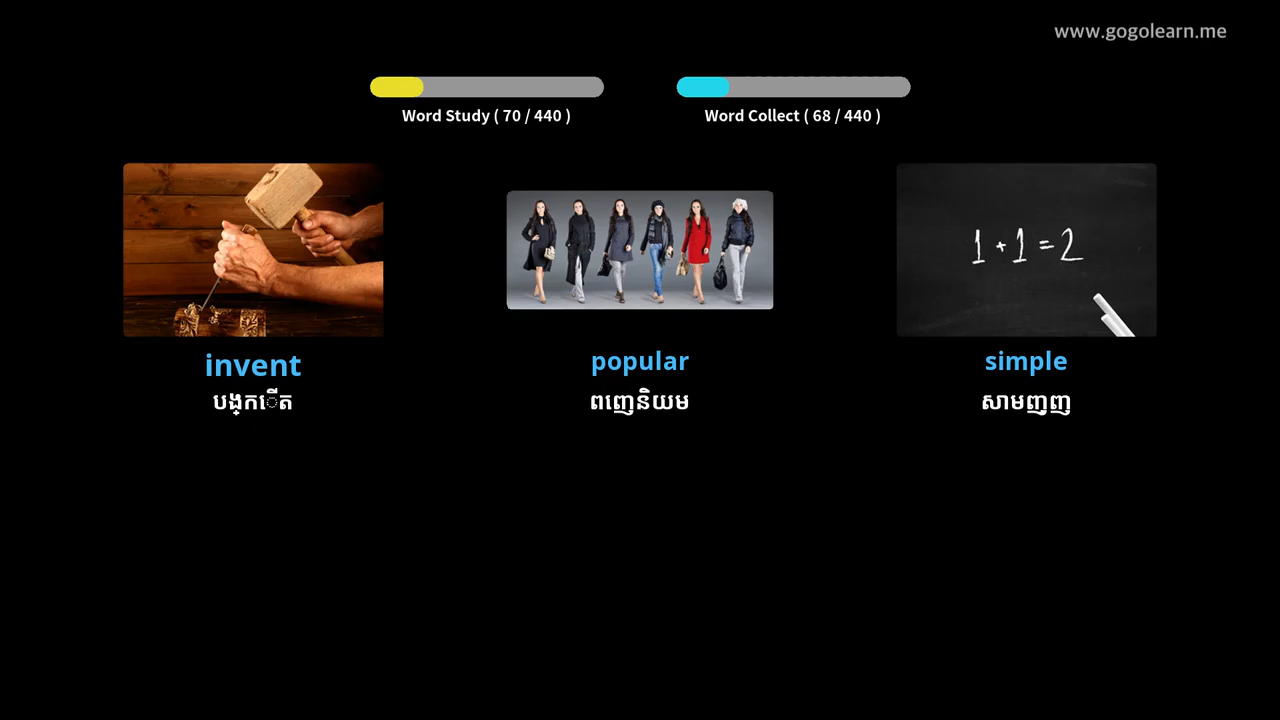 www.gogolearn.me
Word Study ( 70 / 440 )
Word Collect ( 68 / 440 )
1 + 1 = 2
invent
popular
simple
បង្កើត
ពេញនិយម
សាមញ្ញ